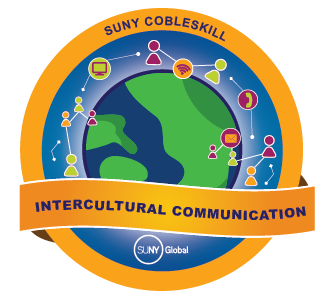 SUNY COBLESKILL
INTERCULTURAL COMMUNICATION
SUNY Global